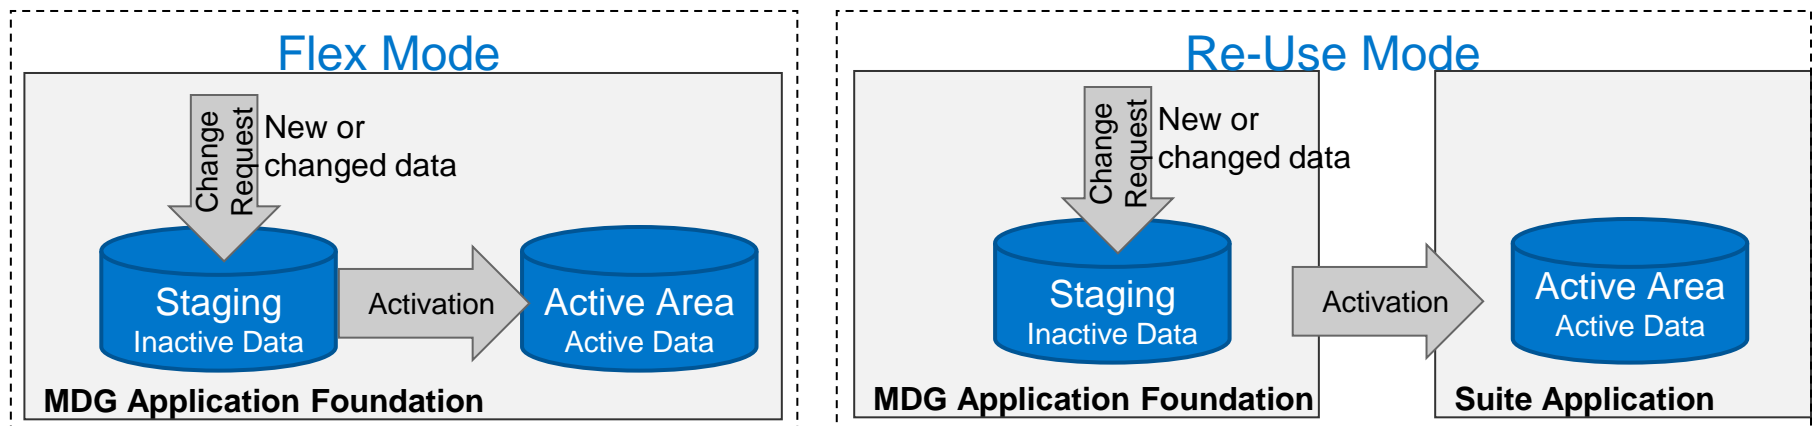 Flex Mode
Change
Request
New or
changed data
Staging
Inactive Data
Activation
Active Area
Active Data
MDG Application Foundation
Re-Use Mode
Change
Request
New or
changed data
Staging
Inactive Data
Activation
Active Area
Active Data
MDG Application Foundation
Suite Application